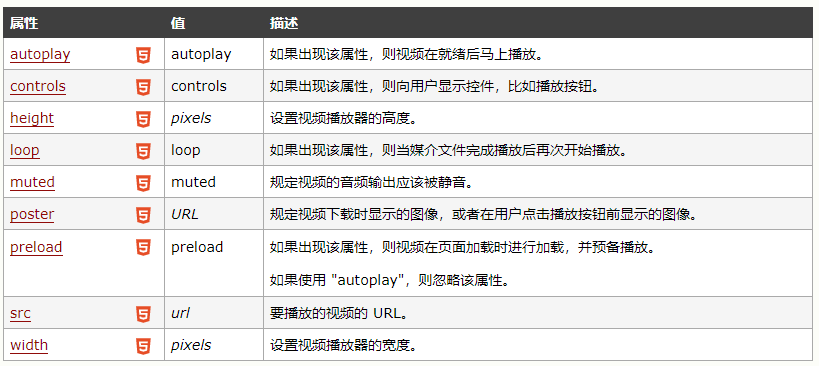 属性 值 描述
autoplay 5 autoplay 如果出现该属性，则视频在就绪后马上播放。
controls 5 controls 如果出现该属性，则向用户显示控件，比如播放按钮。
height 5 pixels 设置视频播放器的高度。
loop 5 loop 如果出现该属性，则当媒介文件完成播放后再次开始播放。
muted 5 muted 规定视频的音频输出应该被静音。
poster 5 URL 规定视频下载时显示的图像，或者在用户点击播放按钮前显示的图像。
preload 5 preload 如果出现该属性，则视频在页面加载时进行加载，并预备播放。
如果使用 "autoplay"，则忽略该属性。
src 5 url 要播放的视频的 URL。
width 5 pixels 设置视频播放器的宽度。